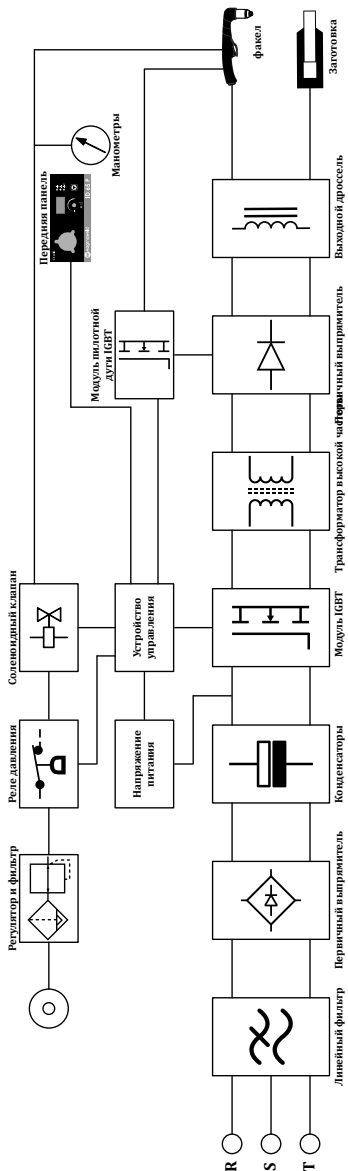 факел
Заготовка
Манометры
Передняя панель
Выходной дроссель
Модуль пилотной
дуги IGBT
Первичный выпрямитель
Трансформатор высокой частоты
Соленоидный клапан
Устройство
управления
Модуль IGBT
Реле давления
Напряжение
питания
Конденсаторы
Регулятор и фильтр
Первичный выпрямитель
Линейный фильтр
R
S
T